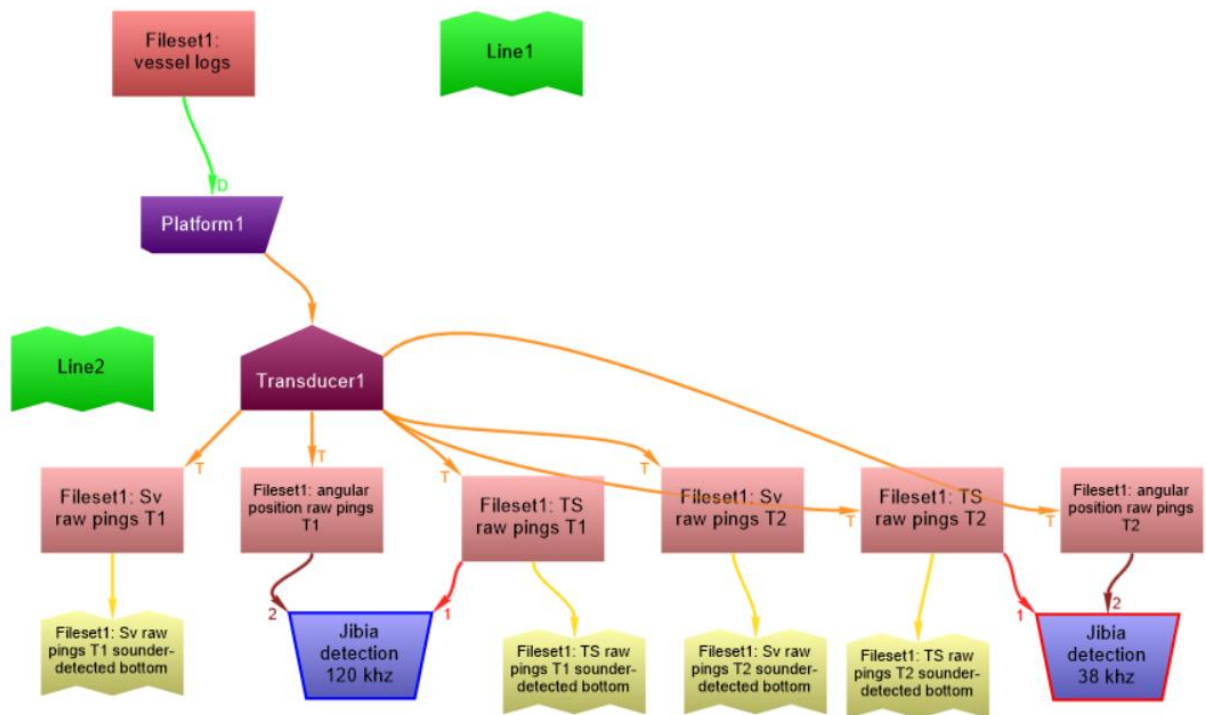 Fileset1:
vessel logs
Line1
D
Platform1
Line2
Transducer1
T
T
T
T
T
T
Fileset1: Sv
raw pings T1
Fileset1: angular
position raw pings
T1
Fileset1: TS
raw pings T1
Fileset1: Sv
raw pings T2
Fileset1: TS
raw pings T2
Fileset1: angular
position raw pings
T2
2
1
1
2
Fileset1: Sv raw
pings T1 sounder-
detected bottom
Jibia
detection
120 khz
Fileset1: TS raw
pings T1 sounder-
detected bottom
Fileset1: Sv raw
pings T2 sounder-
detected bottom
Fileset1: TS raw
pings T2 sounder-
detected bottom
Jibia
detection
38 khz